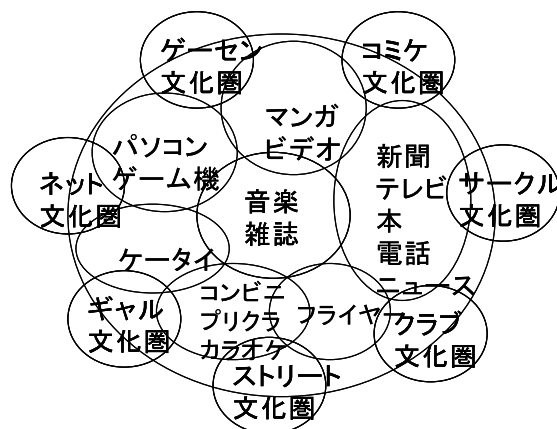 ゲーセン
文化圏
コミケ
文化圏
マンガ
ビデオ
パソコン
ゲーム機
新聞
テレビ
本
電話
ニュース
ネット
文化圏
音楽
雑誌
サークル
文化圏
ケータイ
ギャル
文化圏
コンビニ
プリクラ
カラオケ
フライヤー
クラブ
文化圏
ストリート
文化圏